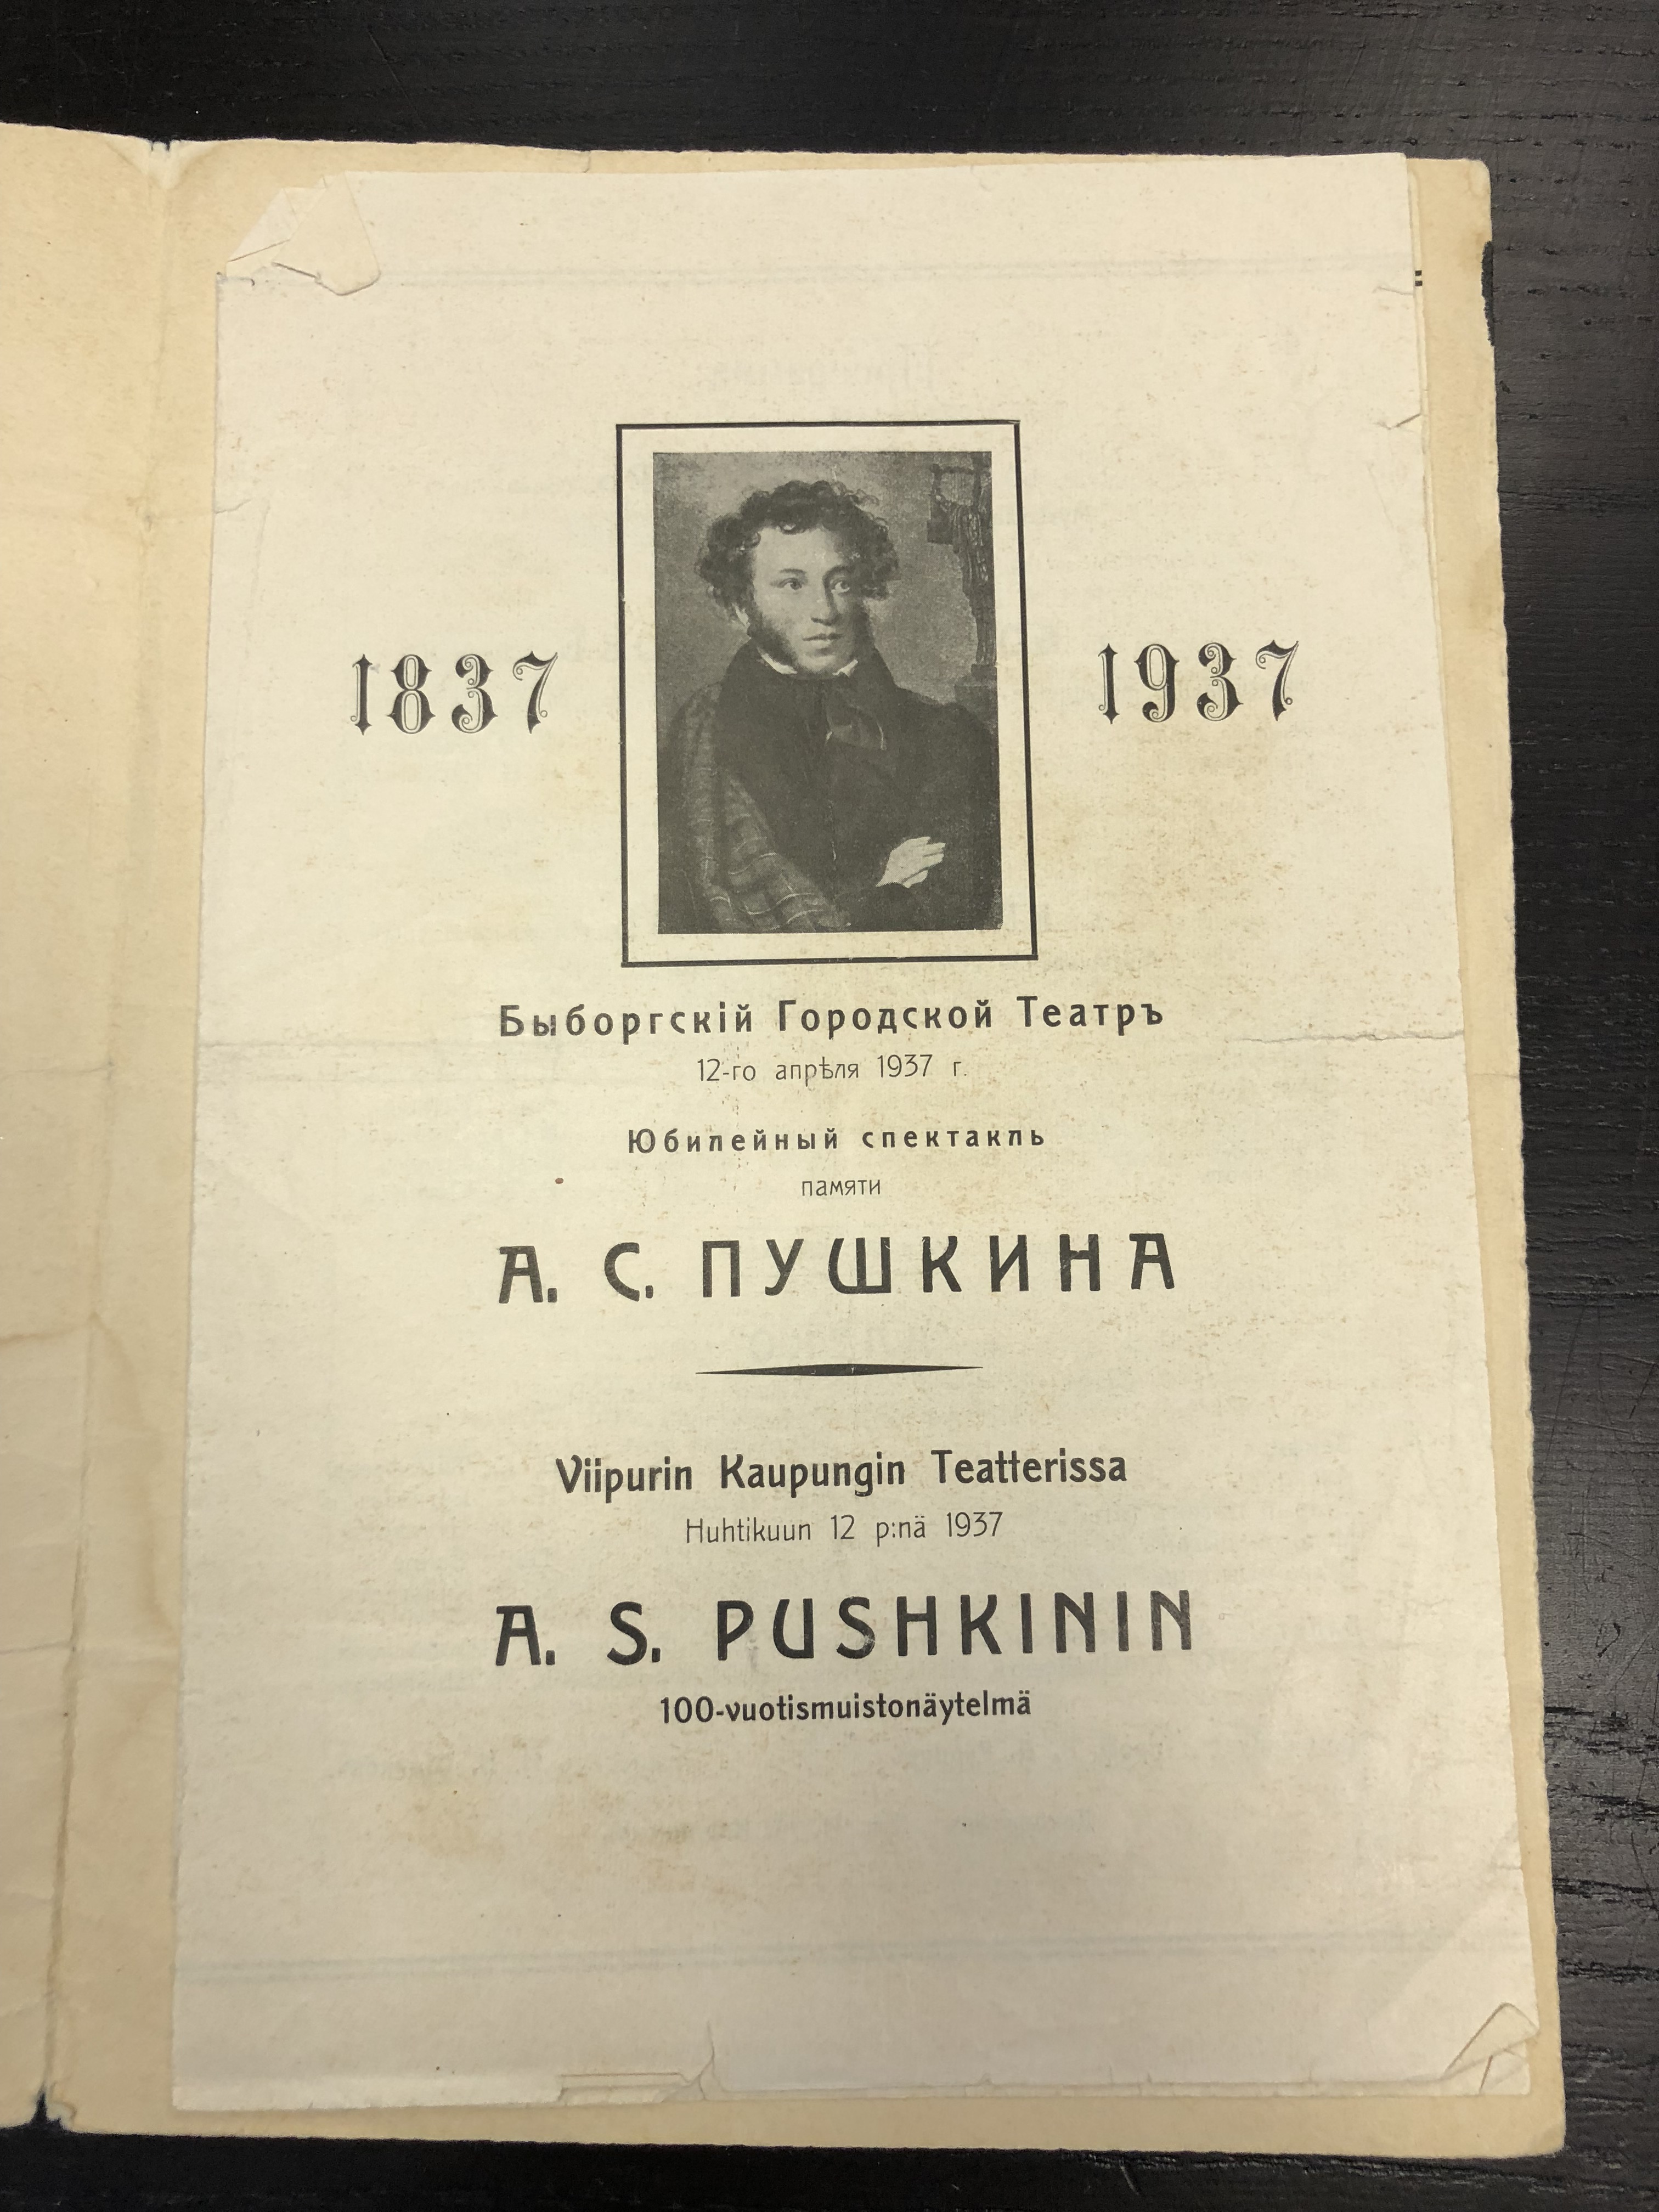 1837
1937
Быборгскій Городской Театръ
12-го апрѣля 1937 г.
Юбилейный спектакль
памяти
А. С. ПУШКИНА
Viipurin Kaupungin Teatterissa
Huhtikuun 12 p:nä 1937
A. S. PUSHKININ
100-vuotismuistonäytelmä